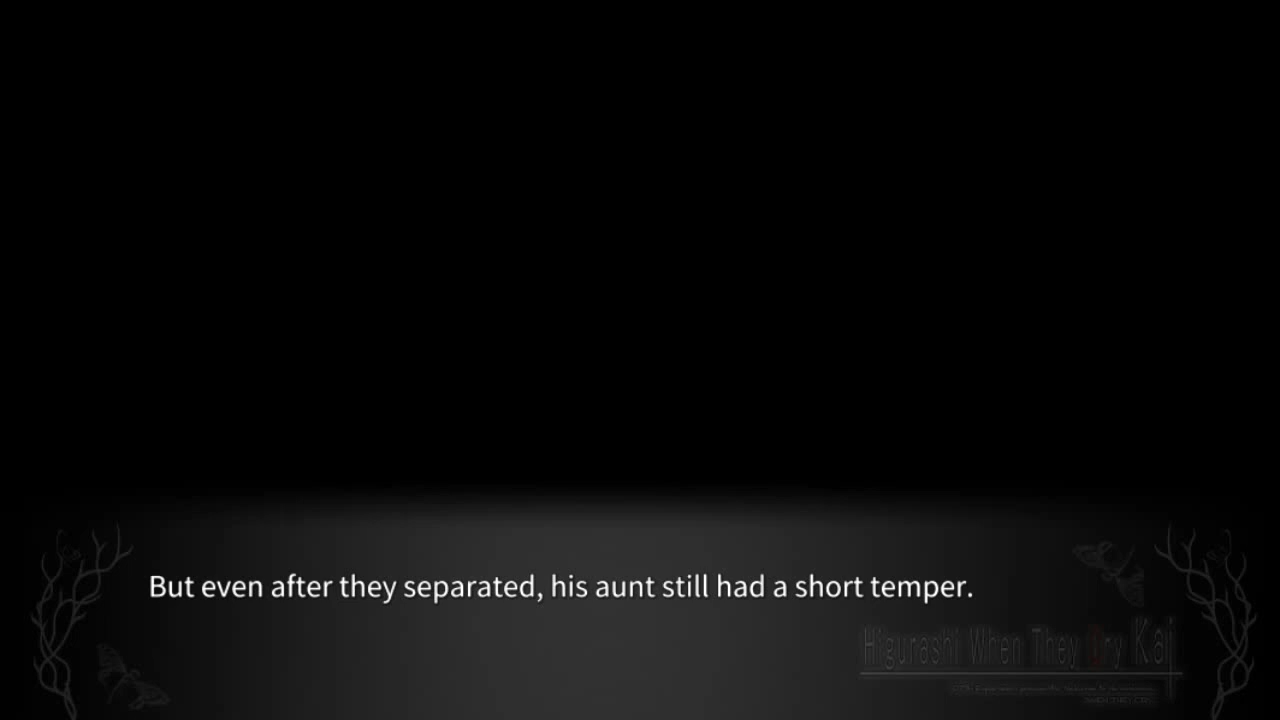 But even after they separated, his aunt still had a short temper.
Higurashi When They Cry Kai